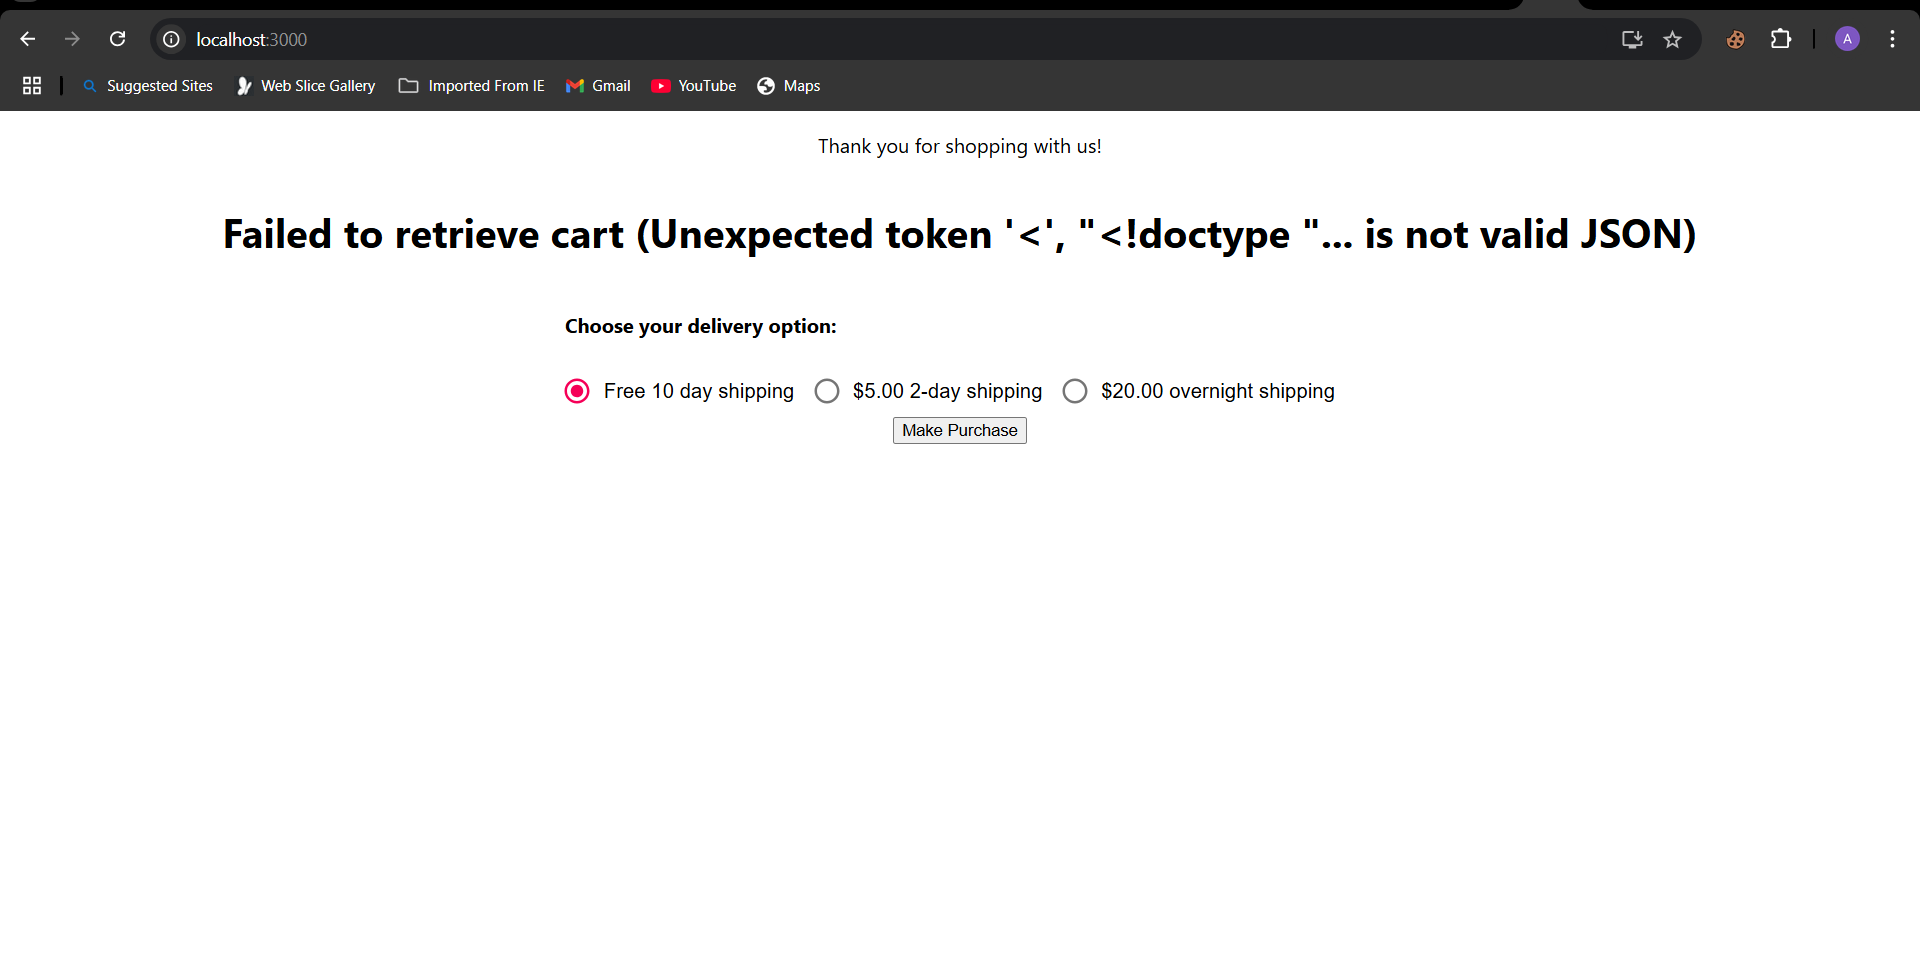 localhost:3000
A
Suggested Sites Web Slice Gallery Imported From IE Gmail YouTube Maps
Thank you for shopping with us!
Failed to retrieve cart (Unexpected token '<', "<!doctype "... is not valid JSON)
Choose your delivery option:
Free 10 day shipping $5.00 2-day shipping $20.00 overnight shipping
Make Purchase